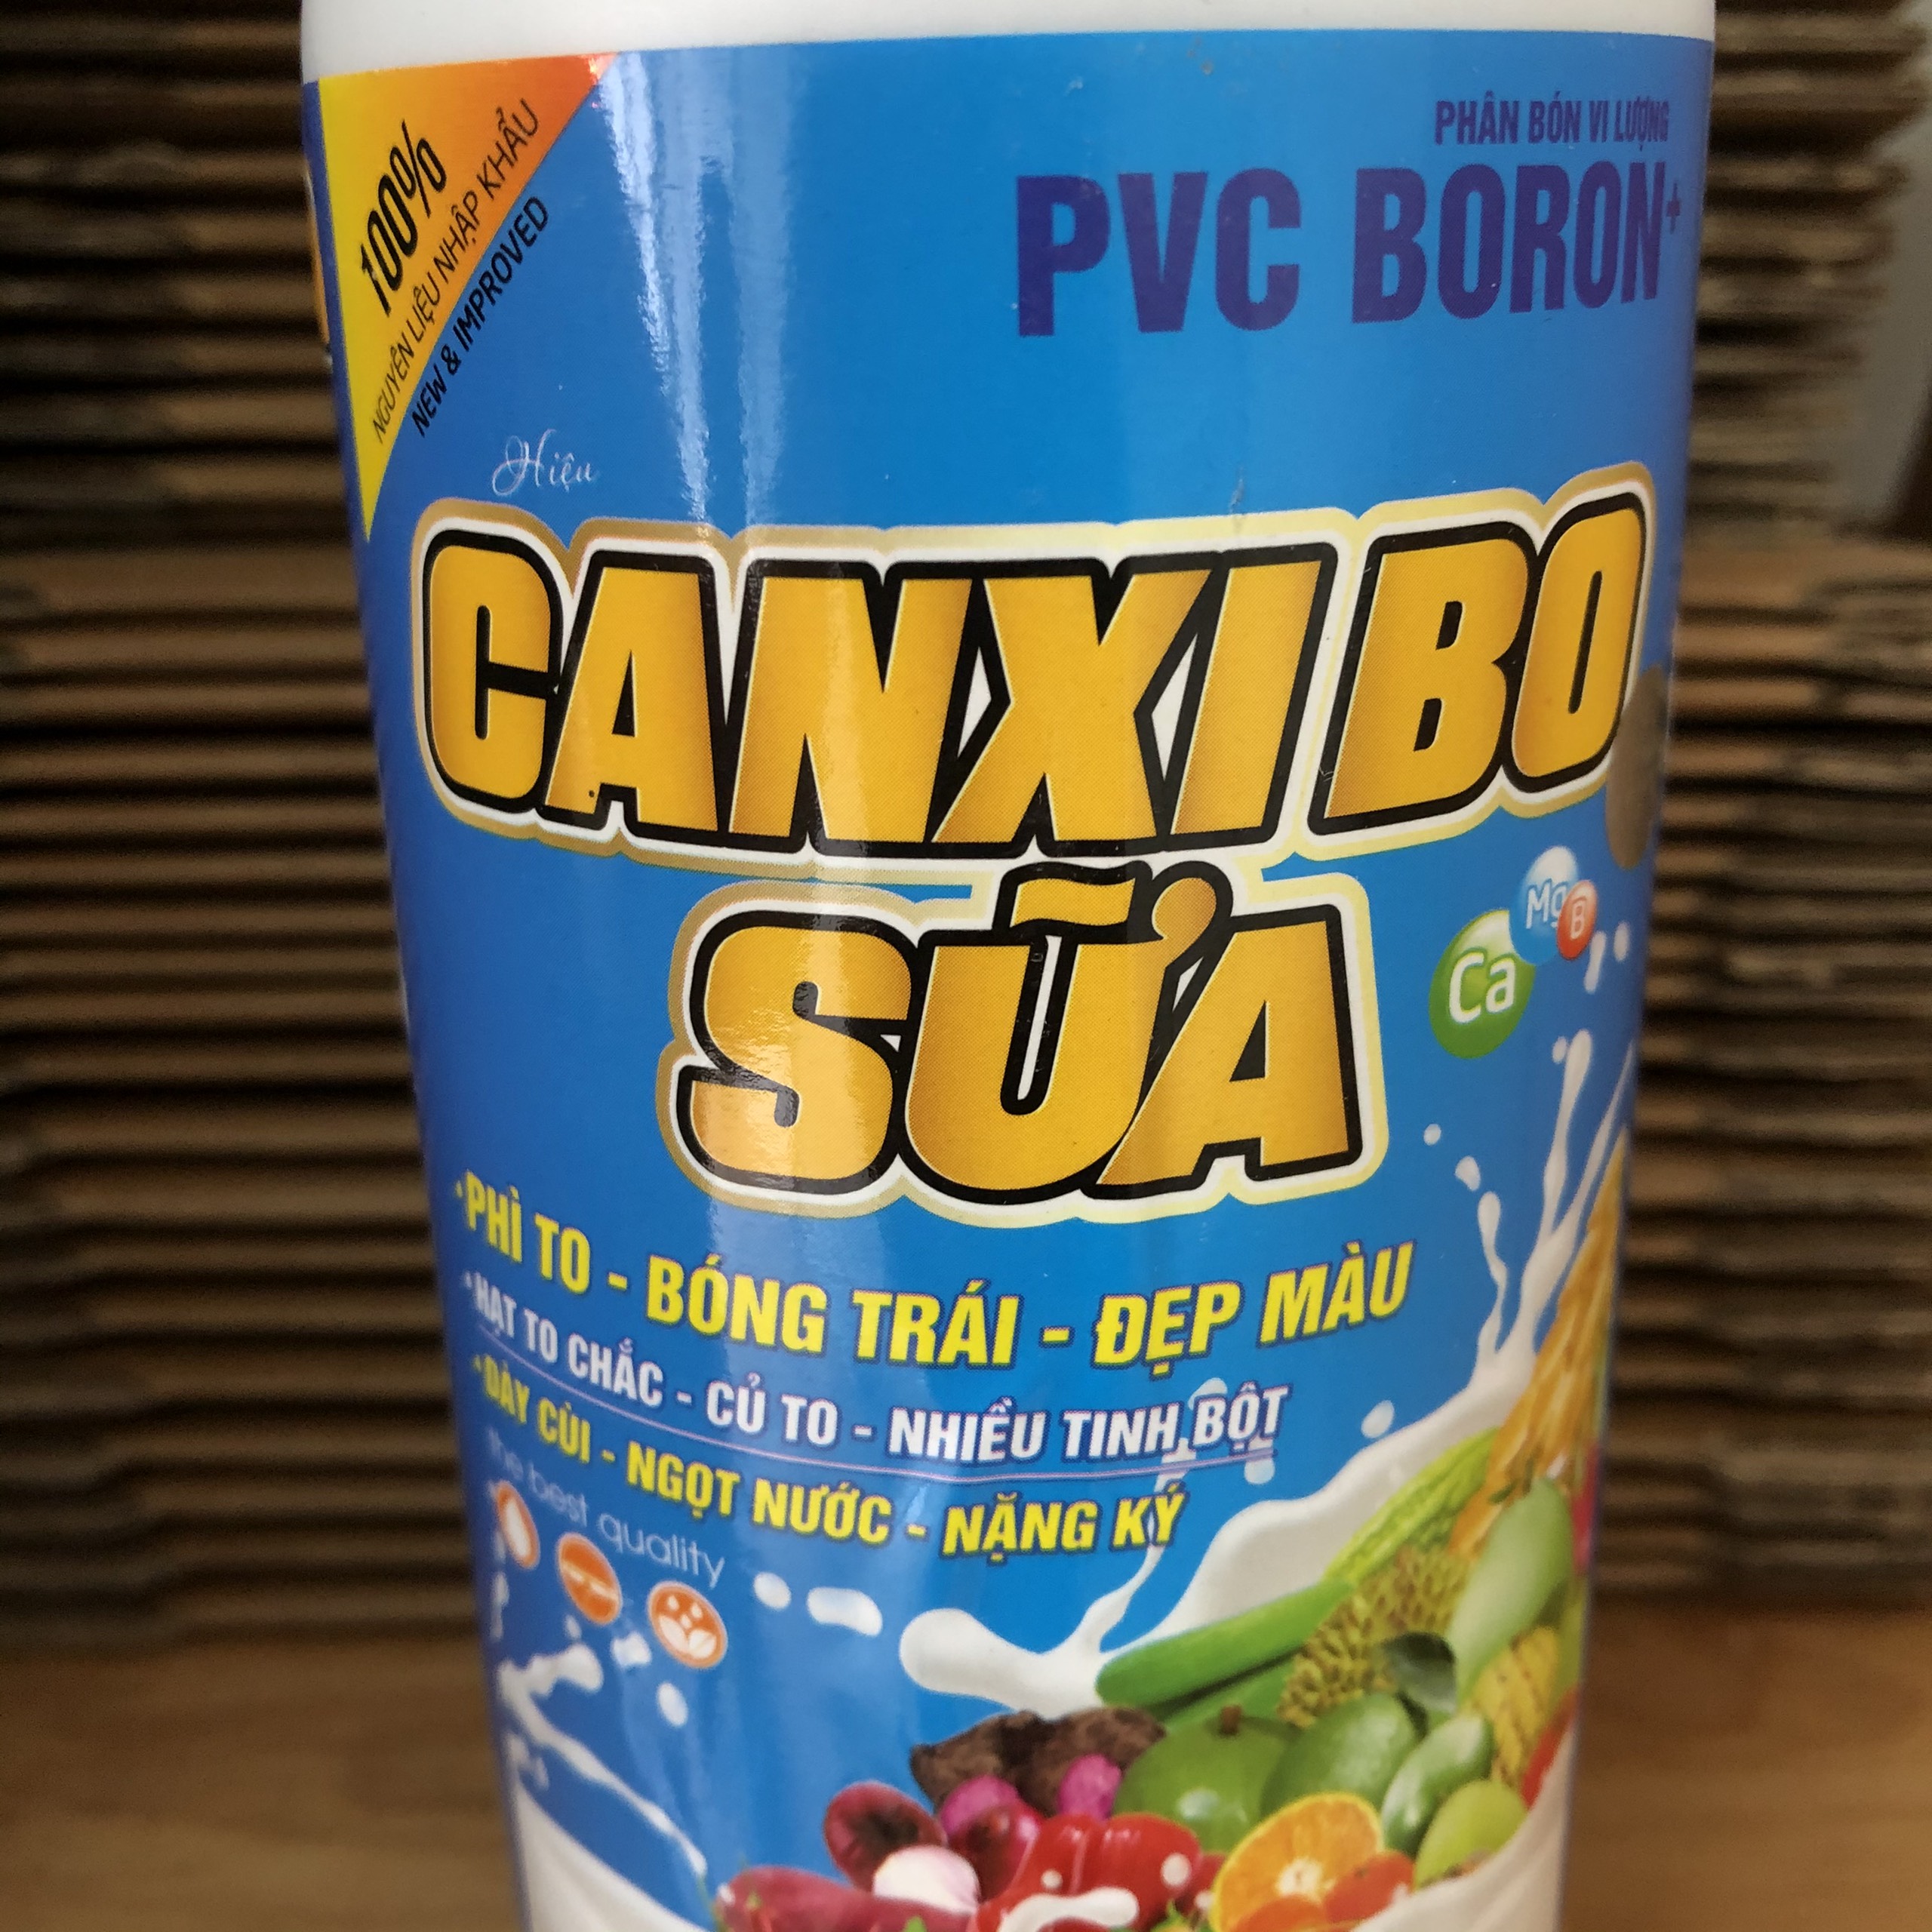 100%
NGUYÊN LIỆU NHẬP KHẨU
NEW & IMPROVED
PHÂN BÓN VI LƯỢNG
PVC BORON+
Hiệu
CANXI BO
SỮA
Ca
Mg
B
• PHÌ TO - BÓNG TRÁI - ĐẸP MÀU
• HẠT TO CHẮC - CỦ TO - NHIỀU TINH BỘT
• DÀY CÙI - NGỌT NƯỚC - NẶNG KÝ
the best quality